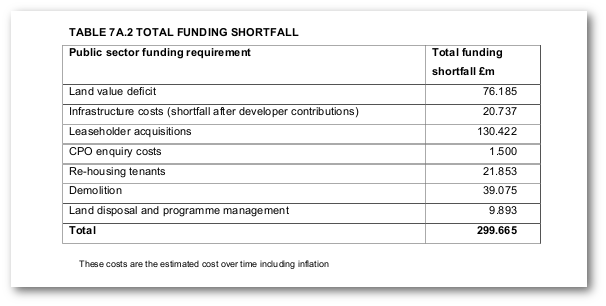 TABLE 7A.2 TOTAL FUNDING SHORTFALL
Public sector funding requirement Total funding
shortfall £m
Land value deficit 76.185
Infrastructure costs (shortfall after developer contributions) 20.737
Leaseholder acquisitions 130.422
CPO enquiry costs 1.500
Re-housing tenants 21.853
Demolition 39.075
Land disposal and programme management 9.893
Total 299.665
These costs are the estimated cost over time including inflation